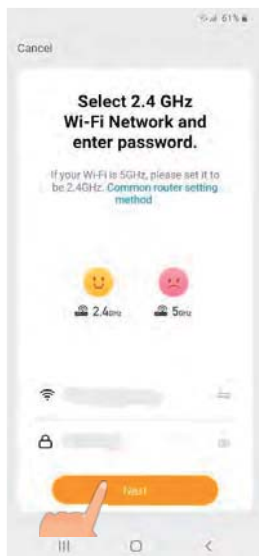 61%
Cancel
Select 2.4 GHz
Wi-Fi Network and
enter password.
If your Wi-Fi is 5GHz, please set it to
be 2.4GHz. Common router setting
method
2.4GHz 5GHz
Next